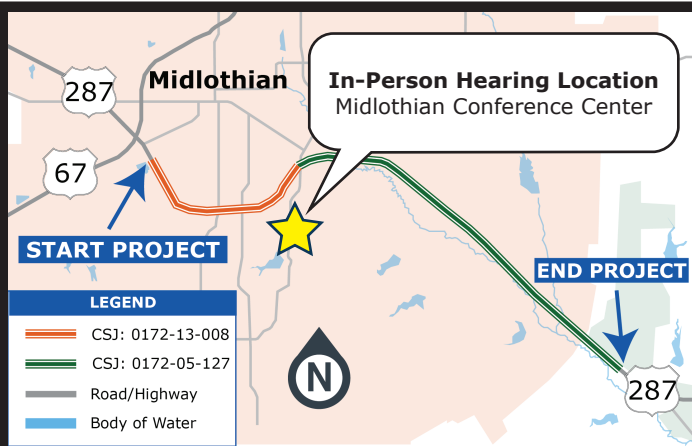 287
Midlothian
In-Person Hearing Location
Midlothian Conference Center
67
START PROJECT
END PROJECT
LEGEND
CSJ: 0172-13-008
CSJ: 0172-05-127
Road/Highway
Body of Water
N
287